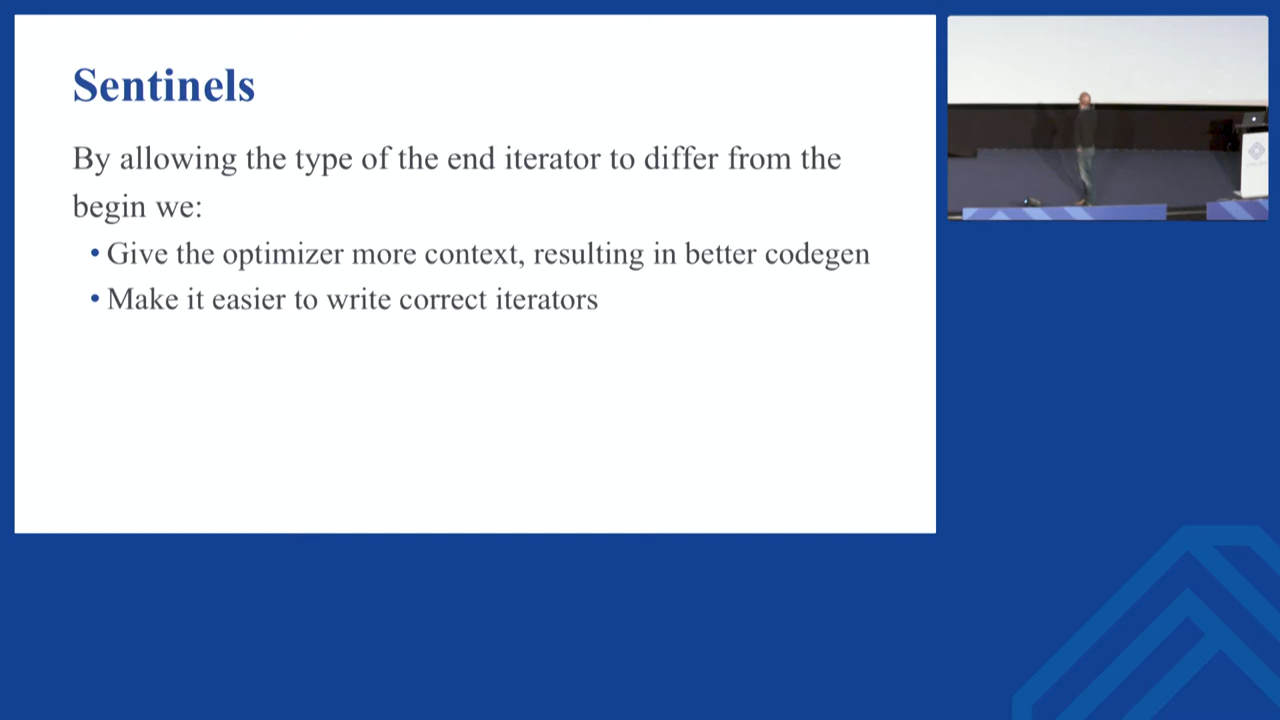 Sentinels
By allowing the type of the end iterator to differ from the
begin we:
• Give the optimizer more context, resulting in better codegen
• Make it easier to write correct iterators